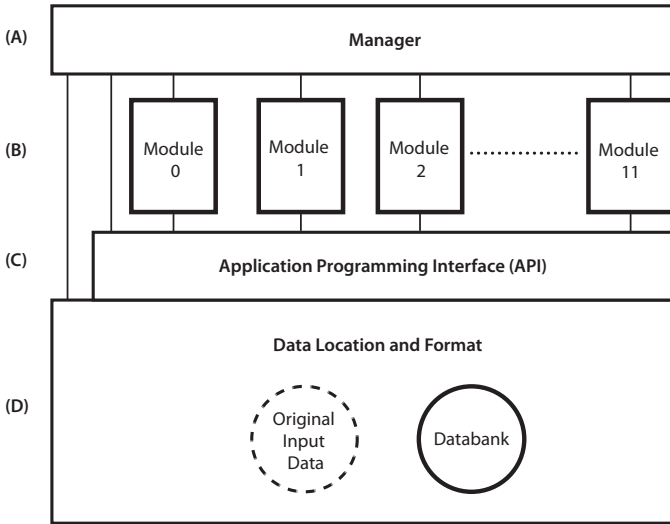 (A)
Manager
(B)
Module
0
Module
1
Module
2
Module
11
(C)
Application Programming Interface (API)
Data Location and Format
(D)
Original
Input
Data
Databank